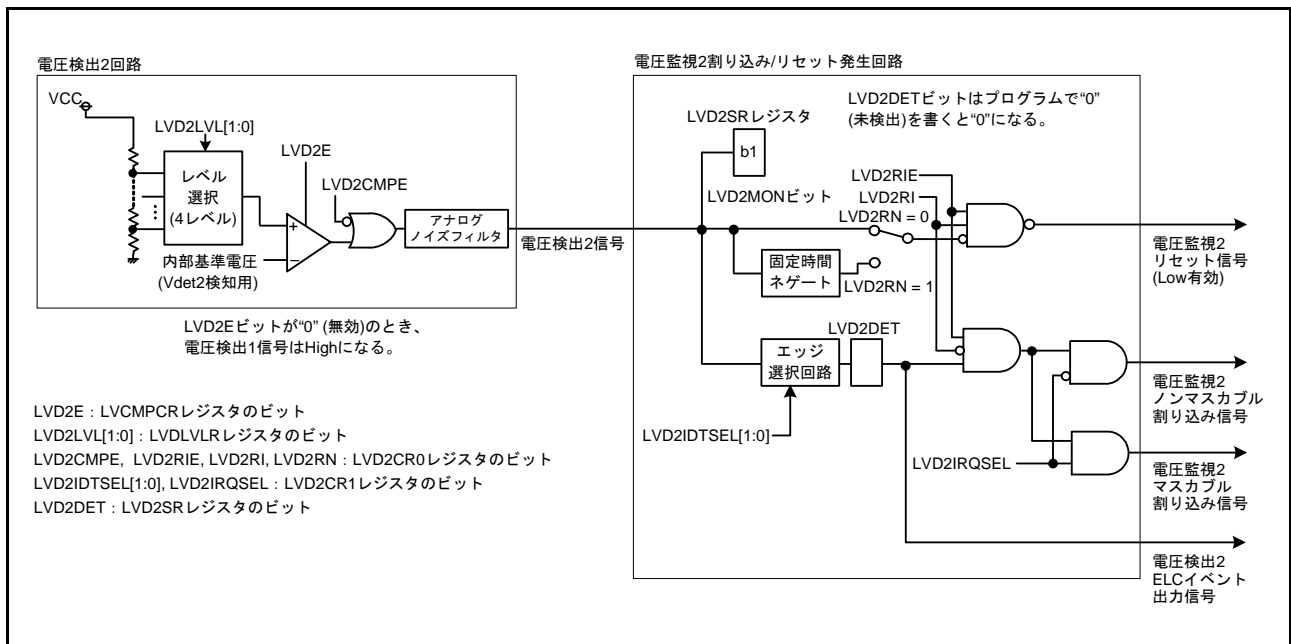 電圧検出2回路
VCC
LVD2LVL[1:0]
レベル
選択
(4レベル)
LVD2E
LVD2CMPE
+
−
内部基準電圧
(Vdet2検知用)
アナログ
ノイズフィルタ
電圧検出2信号
LVD2Eビットが“0” (無効)のとき、
電圧検出1信号はHighになる。
LVD2E：LVCMPCRレジスタのビット
LVD2LVL[1:0]：LVDLVLRレジスタのビット
LVD2CMPE, LVD2RIE, LVD2RI, LVD2RN：LVD2CR0レジスタのビット
LVD2IDTSEL[1:0], LVD2IRQSEL：LVD2CR1レジスタのビット
LVD2DET：LVD2SRレジスタのビット
電圧監視2割り込み/リセット発生回路
LVD2DETビットはプログラムで“0”
(未検出)を書くと“0”になる。
LVD2SRレジスタ
b1
LVD2MONビット
LVD2RIE
LVD2RI
LVD2RN = 0
固定時間
ネゲート
LVD2RN = 1
エッジ
選択回路
LVD2DET
LVD2IDTSEL[1:0]
LVD2IRQSEL
電圧監視2
リセット信号
(Low有効)
電圧監視2
ノンマスカブル
割り込み信号
電圧監視2
マスカブル
割り込み信号
電圧検出2
ELCイベント
出力信号